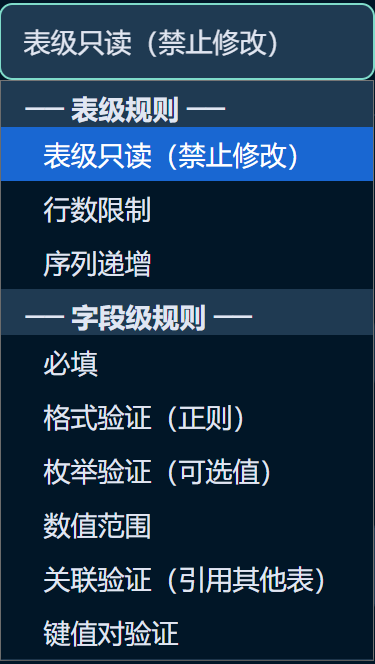 表级只读（禁止修改）
── 表级规则 ──
表级只读（禁止修改）
行数限制
序列递增
── 字段级规则 ──
必填
格式验证（正则）
枚举验证（可选值）
数值范围
关联验证（引用其他表）
键值对验证